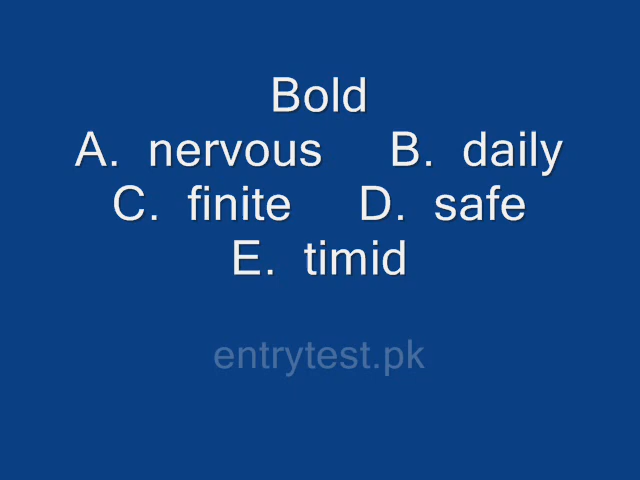 Bold
A. nervous B. daily
C. finite D. safe
E. timid
entrytest.pk